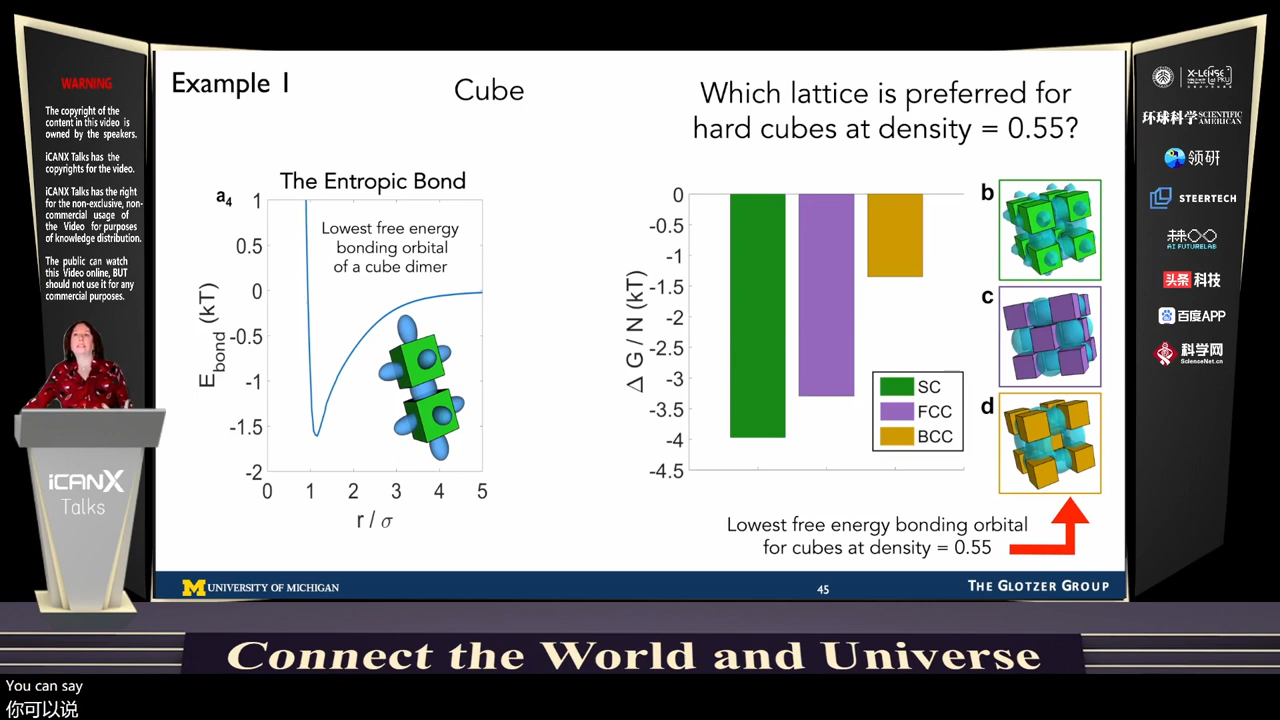 WARNING
The copyright of the
content in this video is
owned by the speakers.
iCANX Talks has the
copyrights for the video.
iCANX Talks has the right
for the non-exclusive, non-
commercial usage of
the Video for purposes
of knowledge distribution.
The public can watch
this Video online, BUT
should not use it for any
commercial purposes.
iCANX
Talks
Example 1
Cube
Which lattice is preferred for
hard cubes at density = 0.55?
The Entropic Bond
a4
Lowest free energy
bonding orbital
of a cube dimer
1
0.5
0
-0.5
-1
-1.5
-2
E bond (kT)
0 1 2 3 4 5
r / σ
0
-0.5
-1
-1.5
-2
-2.5
-3
-3.5
-4
-4.5
Δ G / N (kT)
SC
FCC
BCC
b
c
d
Lowest free energy bonding orbital
for cubes at density = 0.55
M UNIVERSITY OF MICHIGAN
45
THE GLOTZER GROUP
X-LENSE
PKU
环球科学 SCIENTIFIC AMERICAN
领研
STEERTECH
AI FUTURELAB
头条 科技
百度APP
科学网
ScienceNet.cn
Connect the World and Universe
You can say
你可以说